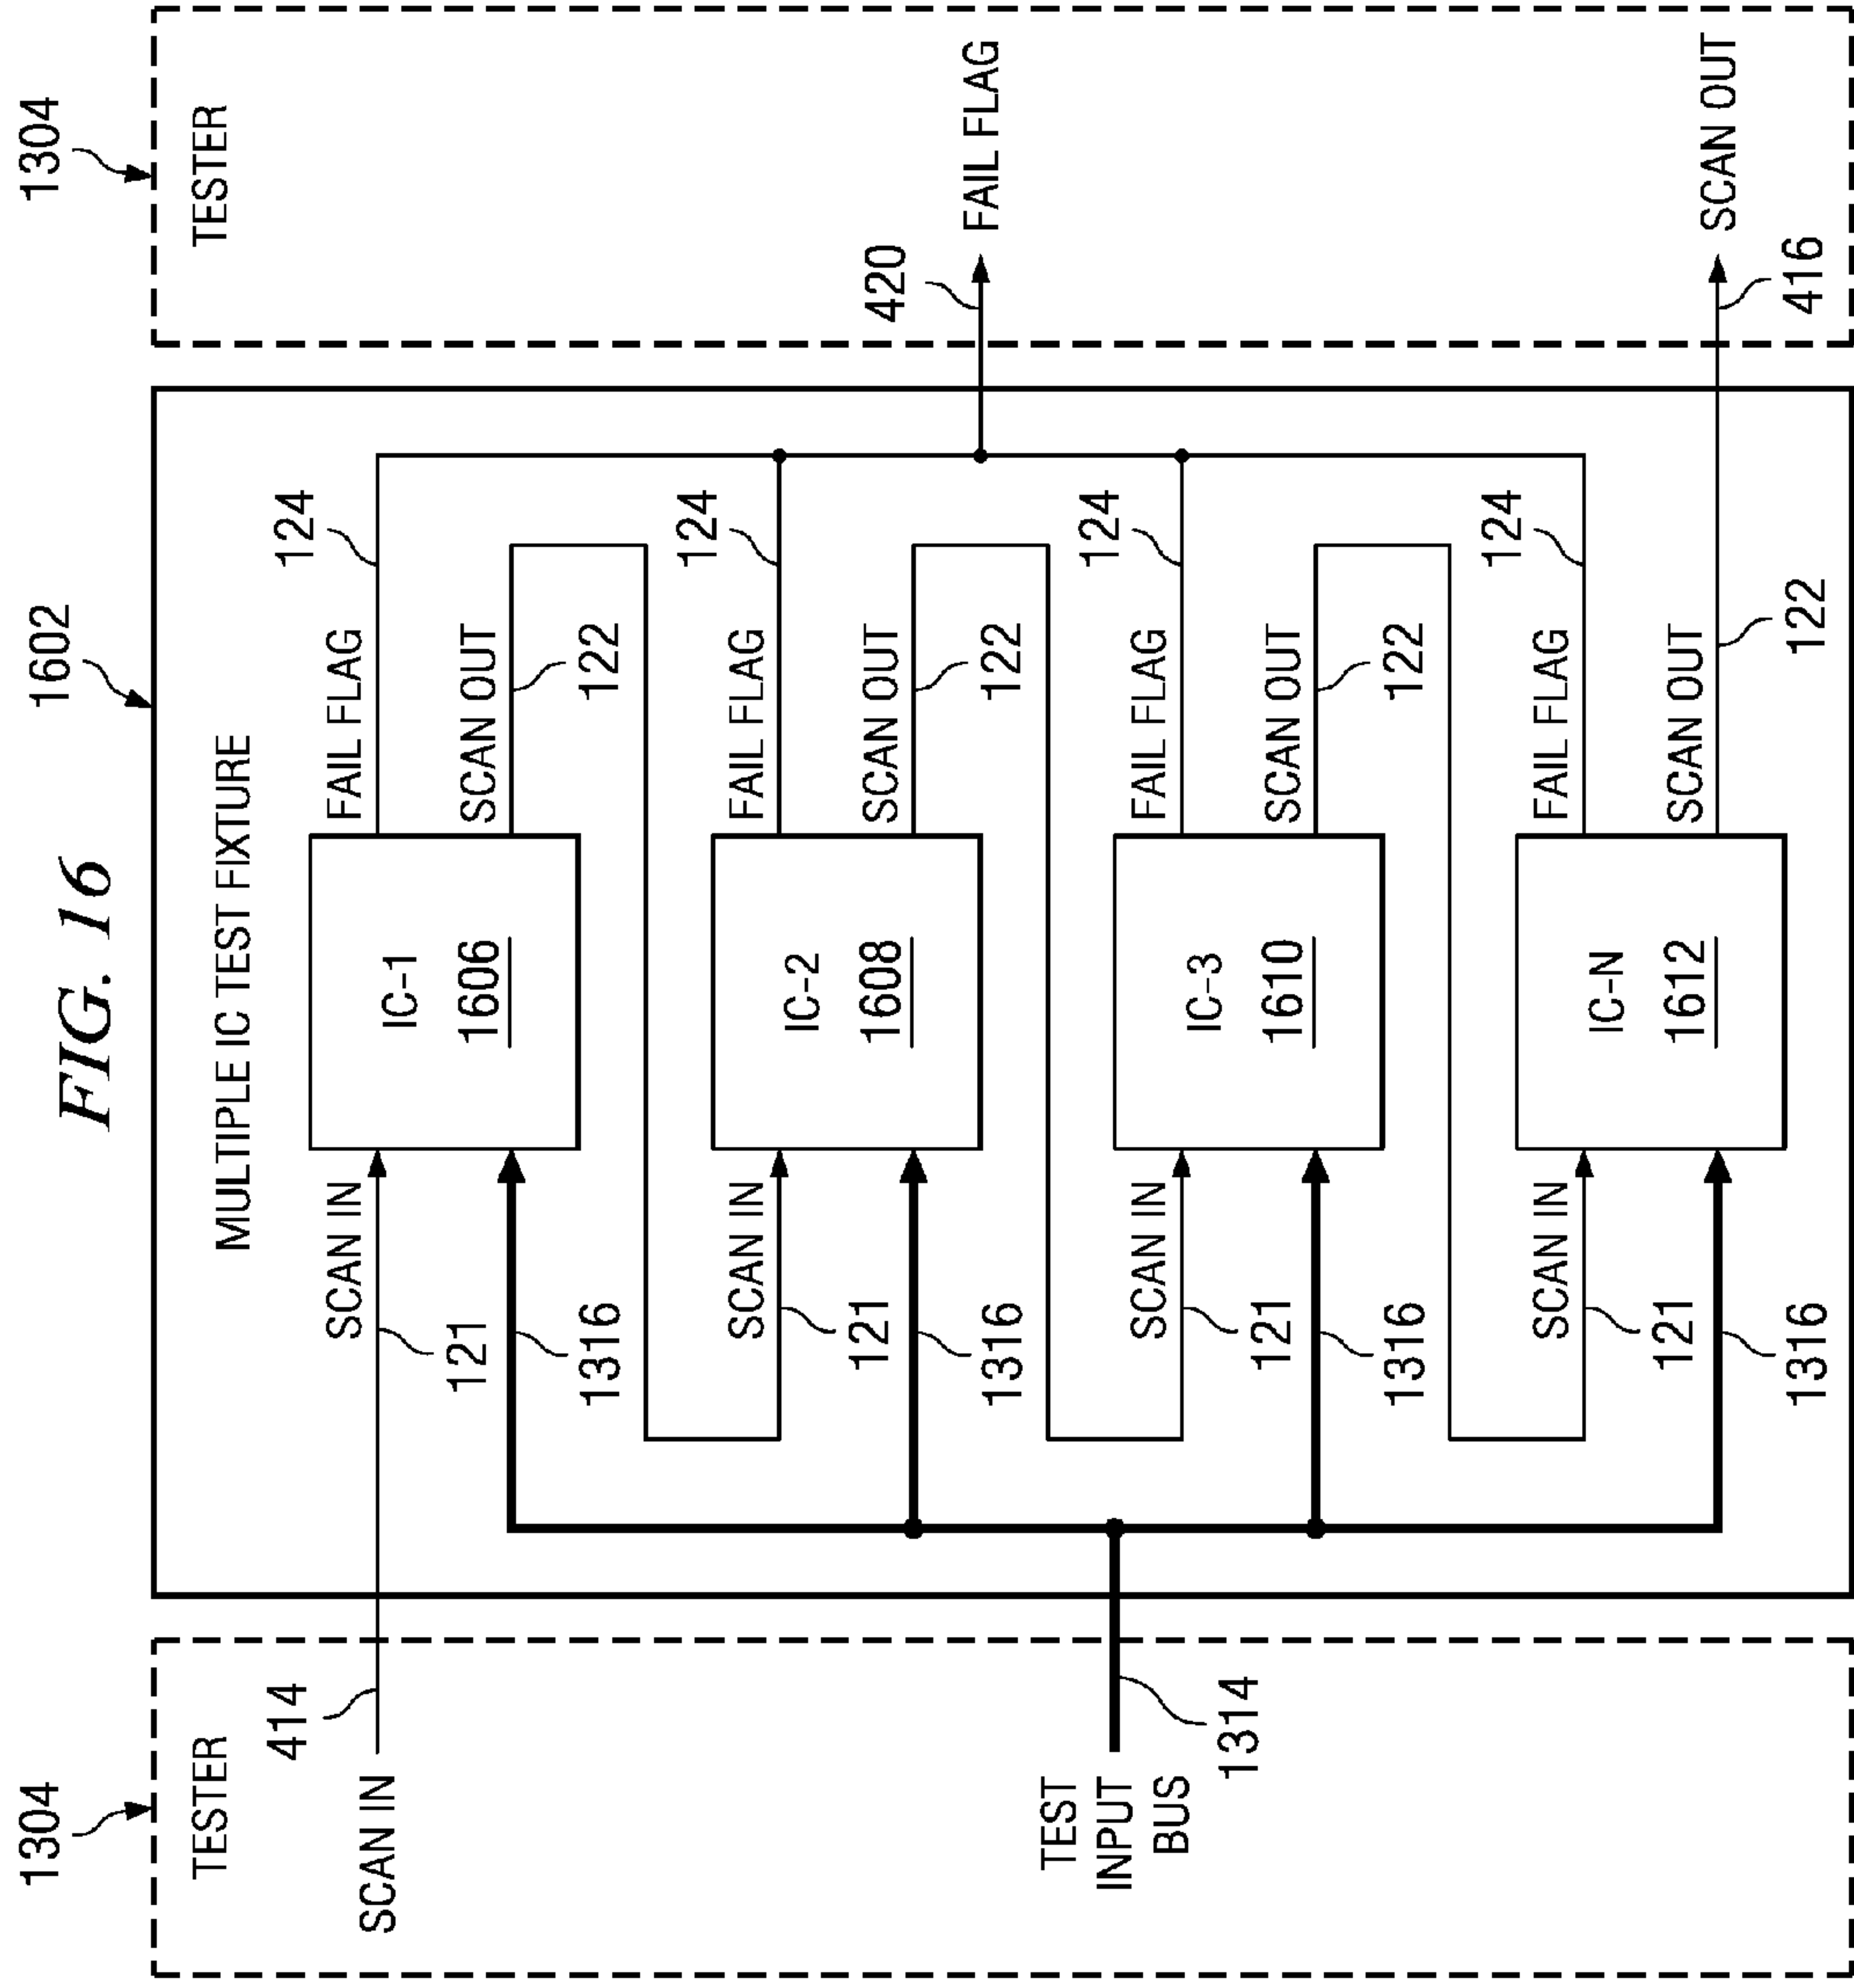 FIG. 16
1304
1602
1304
TESTER
MULTIPLE IC TEST FIXTURE
TESTER
414
SCAN IN
SCAN IN
121
1316
IC-1
1606
FAIL FLAG
124
SCAN OUT
122
SCAN IN
121
1316
IC-2
1608
FAIL FLAG
124
SCAN OUT
122
420
FAIL FLAG
TEST
INPUT
BUS
1314
SCAN IN
121
1316
IC-3
1610
FAIL FLAG
124
SCAN OUT
122
SCAN IN
121
1316
IC-N
1612
FAIL FLAG
124
SCAN OUT
122
SCAN OUT
416